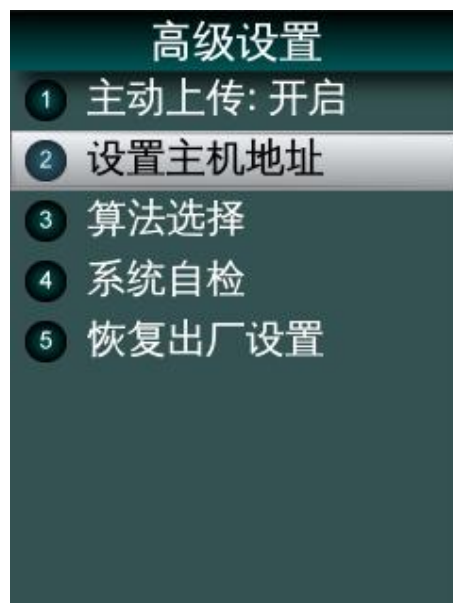 高级设置
1 主动上传: 开启
2 设置主机地址
3 算法选择
4 系统自检
5 恢复出厂设置